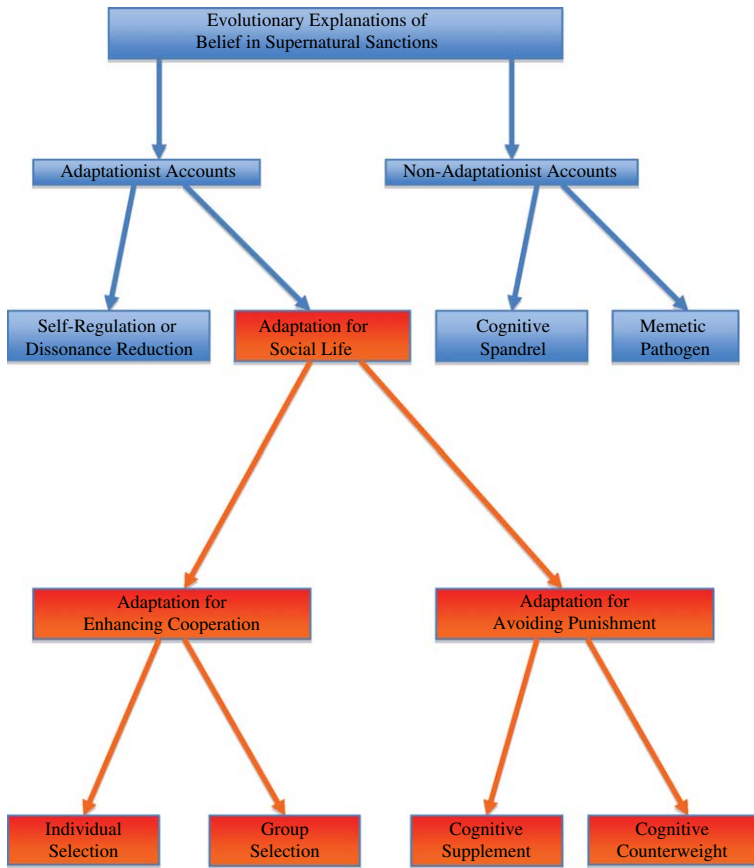 Evolutionary Explanations of
Belief in Supernatural Sanctions
Adaptationist Accounts
Non-Adaptationist Accounts
Self-Regulation or
Dissonance Reduction
Adaptation for
Social Life
Cognitive
Spandrel
Memetic
Pathogen
Adaptation for
Enhancing Cooperation
Adaptation for
Avoiding Punishment
Individual
Selection
Group
Selection
Cognitive
Supplement
Cognitive
Counterweight